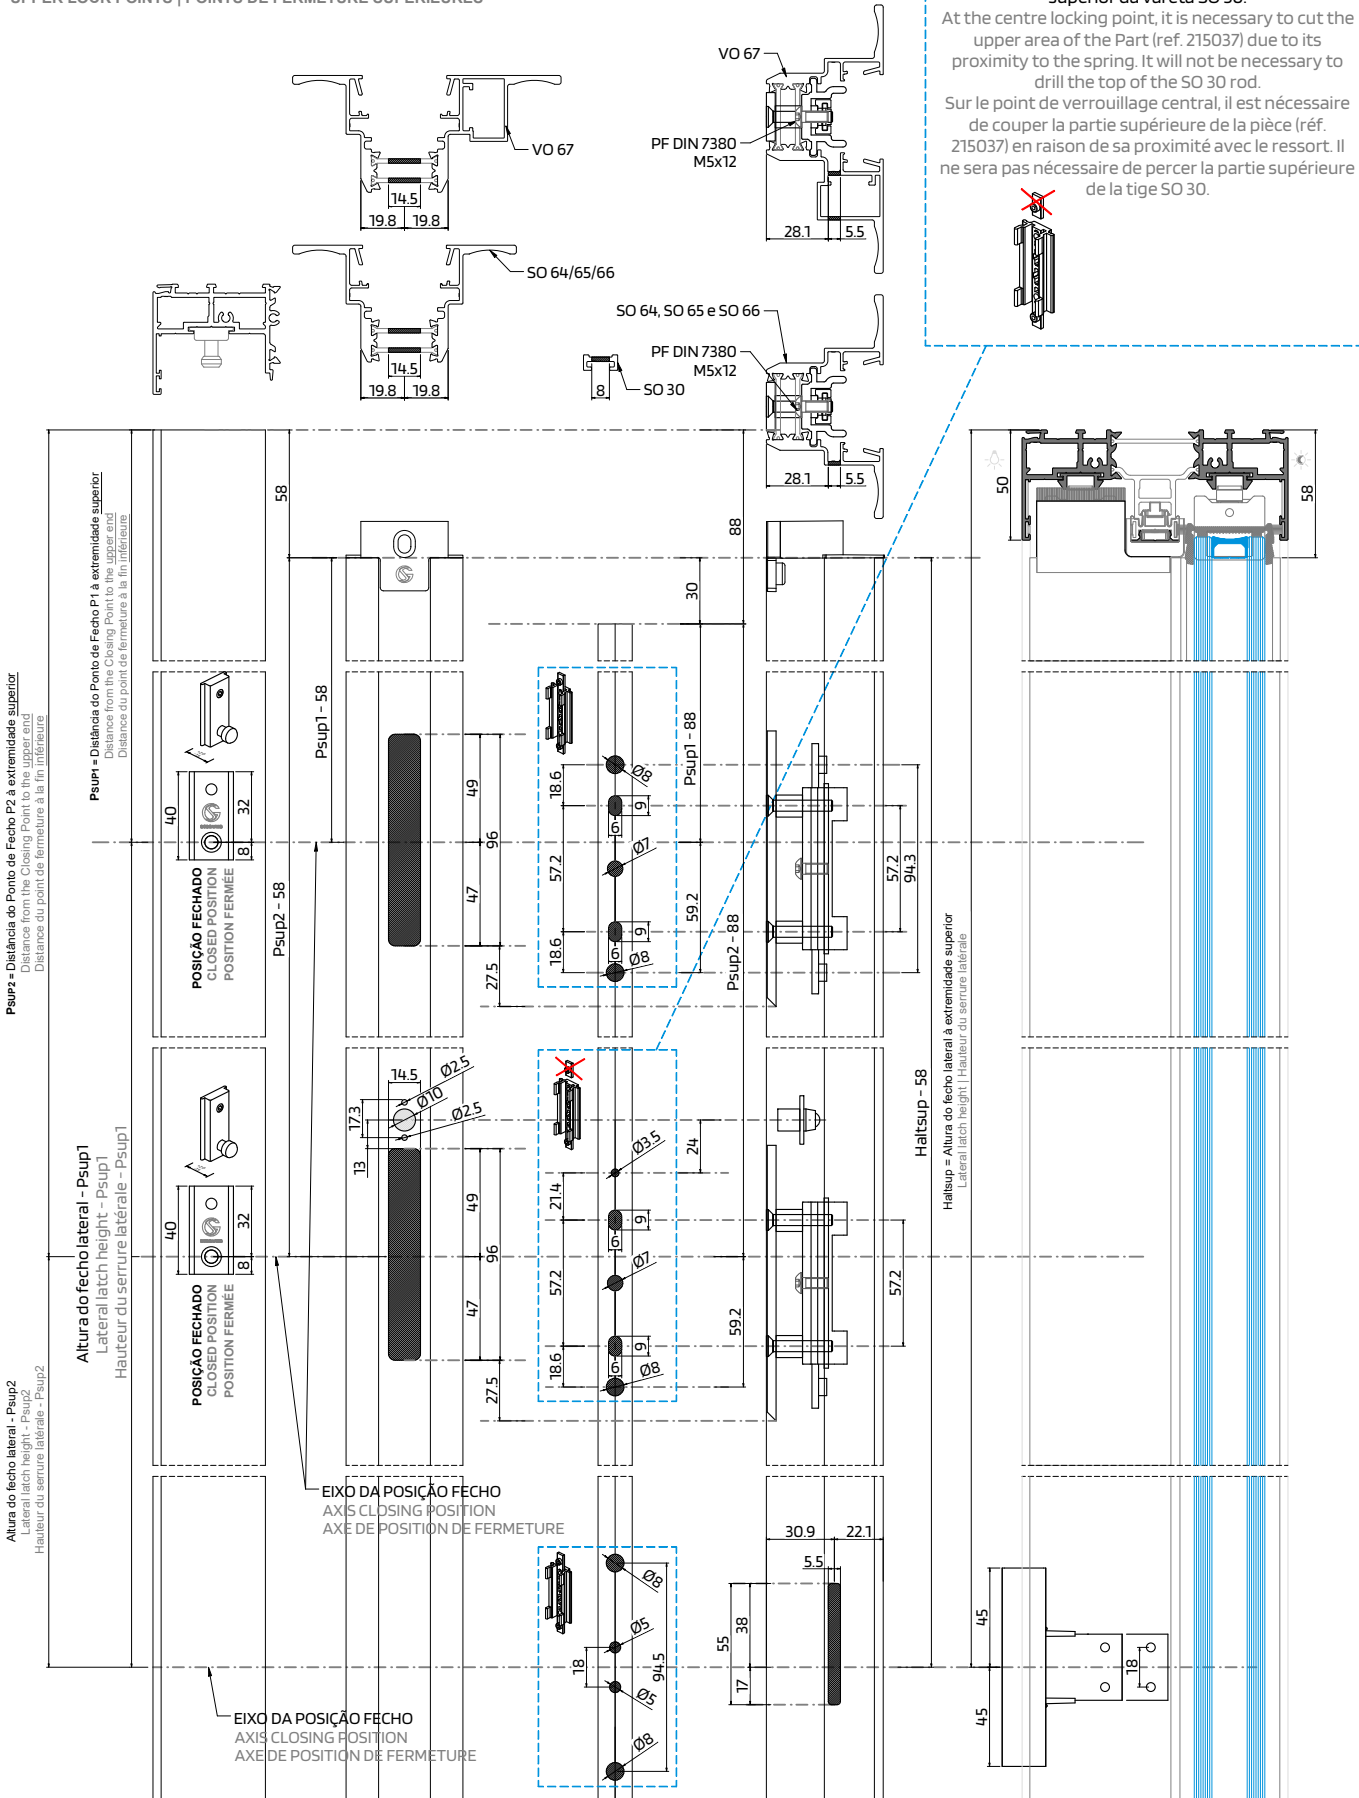 UPPER LOCK POINTS | POINTS DE FERMETURE SUPÉRIEURES
superior da vareta SO 30.
At the centre locking point, it is necessary to cut the
upper area of the Part (ref. 215037) due to its
proximity to the spring. It will not be necessary to
drill the top of the SO 30 rod.
Sur le point de verrouillage central, il est nécessaire
de couper la partie supérieure de la pièce (réf.
215037) en raison de sa proximité avec le ressort. Il
ne sera pas nécessaire de percer la partie supérieure
de la tige SO 30.
VO 67
14.5
19.8 19.8
VO 67
PF DIN 7380
M5x12
28.1 5.5
SO 64/65/66
14.5
19.8 19.8
8
SO 30
SO 64, SO 65 e SO 66
PF DIN 7380
M5x12
28.1 5.5
50
58
58
88
30
PSUP1 = Distância do Ponto de Fecho P1 à extremidade superior
Distance from the Closing Point to the upper end
Distance du point de fermeture à la fin inférieure
PSUP2 = Distância do Ponto de Fecho P2 à extremidade superior
Distance from the Closing Point to the upper end
Distance du point de fermeture à la fin inférieure
Psup1 - 58
Psup2 - 58
Psup1 - 88
Psup2 - 88
40
32
8
POSIÇÃO FECHADO
CLOSED POSITION
POSITION FERMÉE
49
96
47
27.5
18.6
57.2
18.6
Ø8
9
6
Ø7
9
6
Ø8
59.2
57.2
94.3
Haltsup = Altura do fecho lateral à extremidade superior
Lateral latch height | Hauteur du serrure latérale
Haltsup - 58
Altura do fecho lateral - Psup1
Lateral latch height - Psup1
Hauteur du serrure latérale - Psup1
40
32
8
POSIÇÃO FECHADO
CLOSED POSITION
POSITION FERMÉE
14.5
Ø2.5
Ø10
Ø2.5
17.3
13
49
96
47
27.5
Ø3.5
24
21.4
9
6
Ø7
57.2
9
6
18.6
Ø8
59.2
57.2
Altura do fecho lateral - Psup2
Lateral latch height - Psup2
Hauteur du serrure latérale - Psup2
EIXO DA POSIÇÃO FECHO
AXIS CLOSING POSITION
AXE DE POSITION DE FERMETURE
Ø8
Ø5
18
94.5
Ø5
Ø8
30.9 22.1
5.5
55
38
17
45
45
18
EIXO DA POSIÇÃO FECHO
AXIS CLOSING POSITION
AXE DE POSITION DE FERMETURE